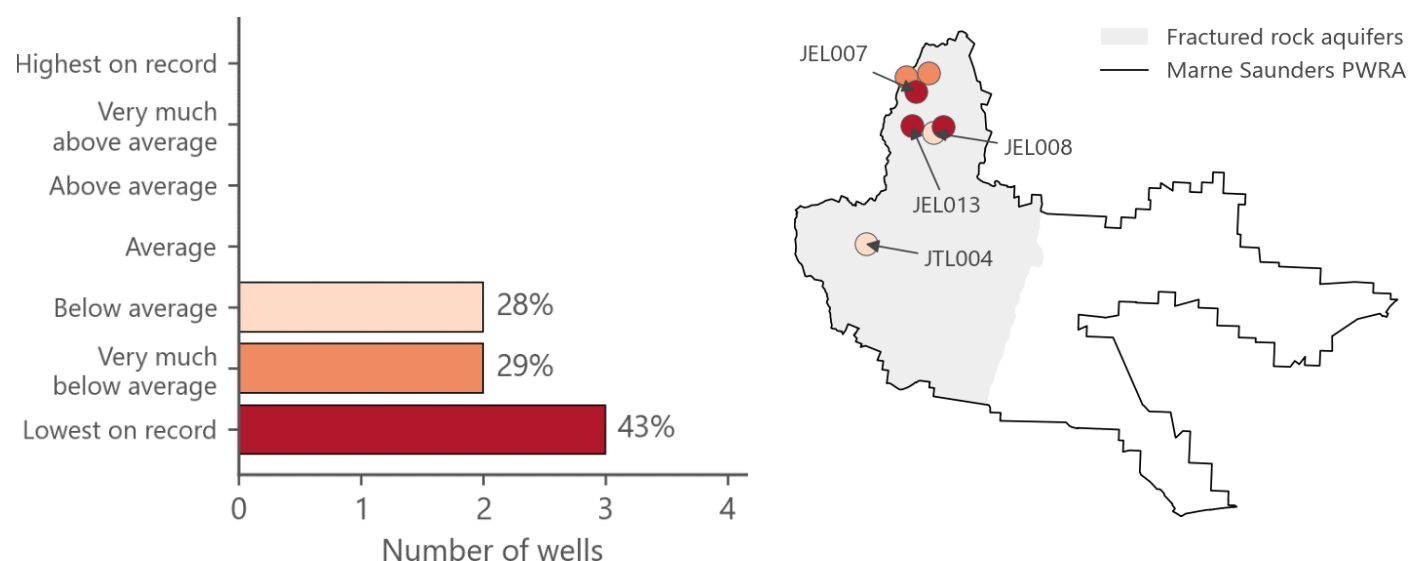 Highest on record
Very much
above average
Above average
Average
Below average
Very much
below average
Lowest on record
28%
29%
43%
0 1 2 3 4
Number of wells
JEL007
JEL008
JEL013
JTL004
Fractured rock aquifers
Marne Saunders PWRA